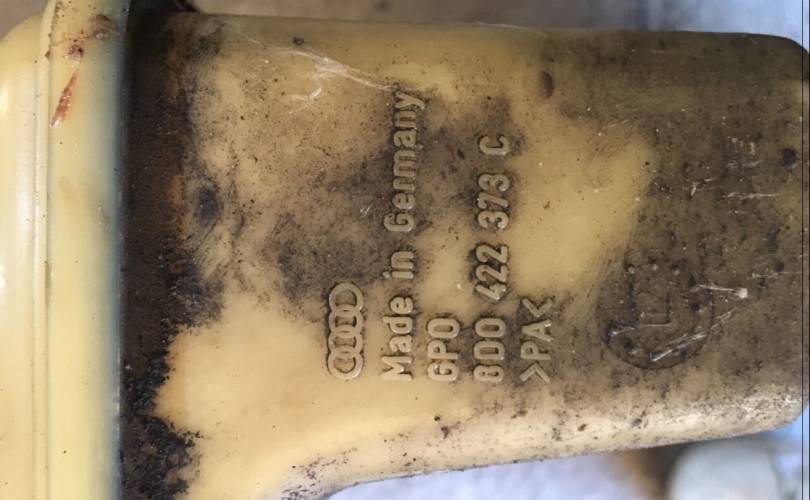 Made in Germany
GPO
8D0 422 373 C
>PA<